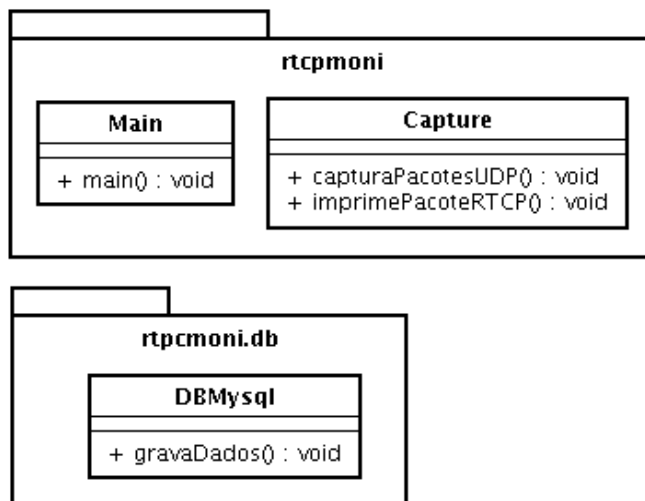 rtcpmoni
Main
Capture
+ main() : void
+ capturaPacotesUDP() : void
+ imprimePacoteRTCP() : void
rtpcmoni.db
DBMysql
+ gravaDados() : void